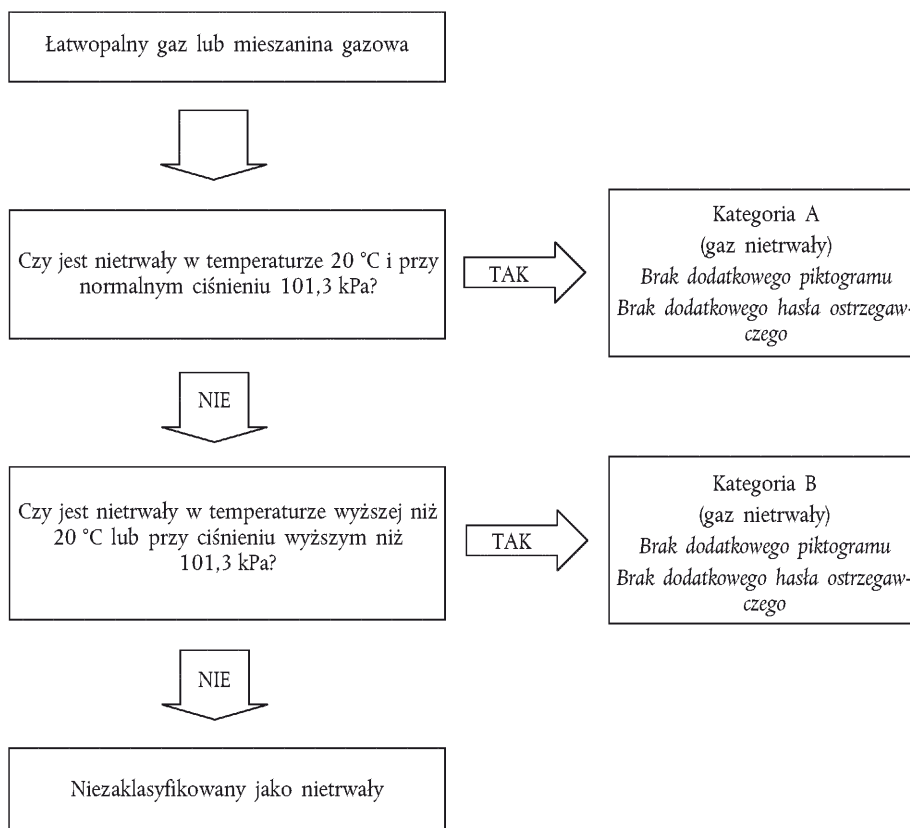 Łatwopalny gaz lub mieszanina gazowa
Czy jest nietrwały w temperaturze 20 °C i przy
normalnym ciśnieniu 101,3 kPa?
TAK
Kategoria A
(gaz nietrwały)
Brak dodatkowego piktogramu
Brak dodatkowego hasła ostrzegaw-
czego
NIE
Czy jest nietrwały w temperaturze wyższej niż
20 °C lub przy ciśnieniu wyższym niż
101,3 kPa?
TAK
Kategoria B
(gaz nietrwały)
Brak dodatkowego piktogramu
Brak dodatkowego hasła ostrzegaw-
czego
NIE
Niezaklasyfikowany jako nietrwały